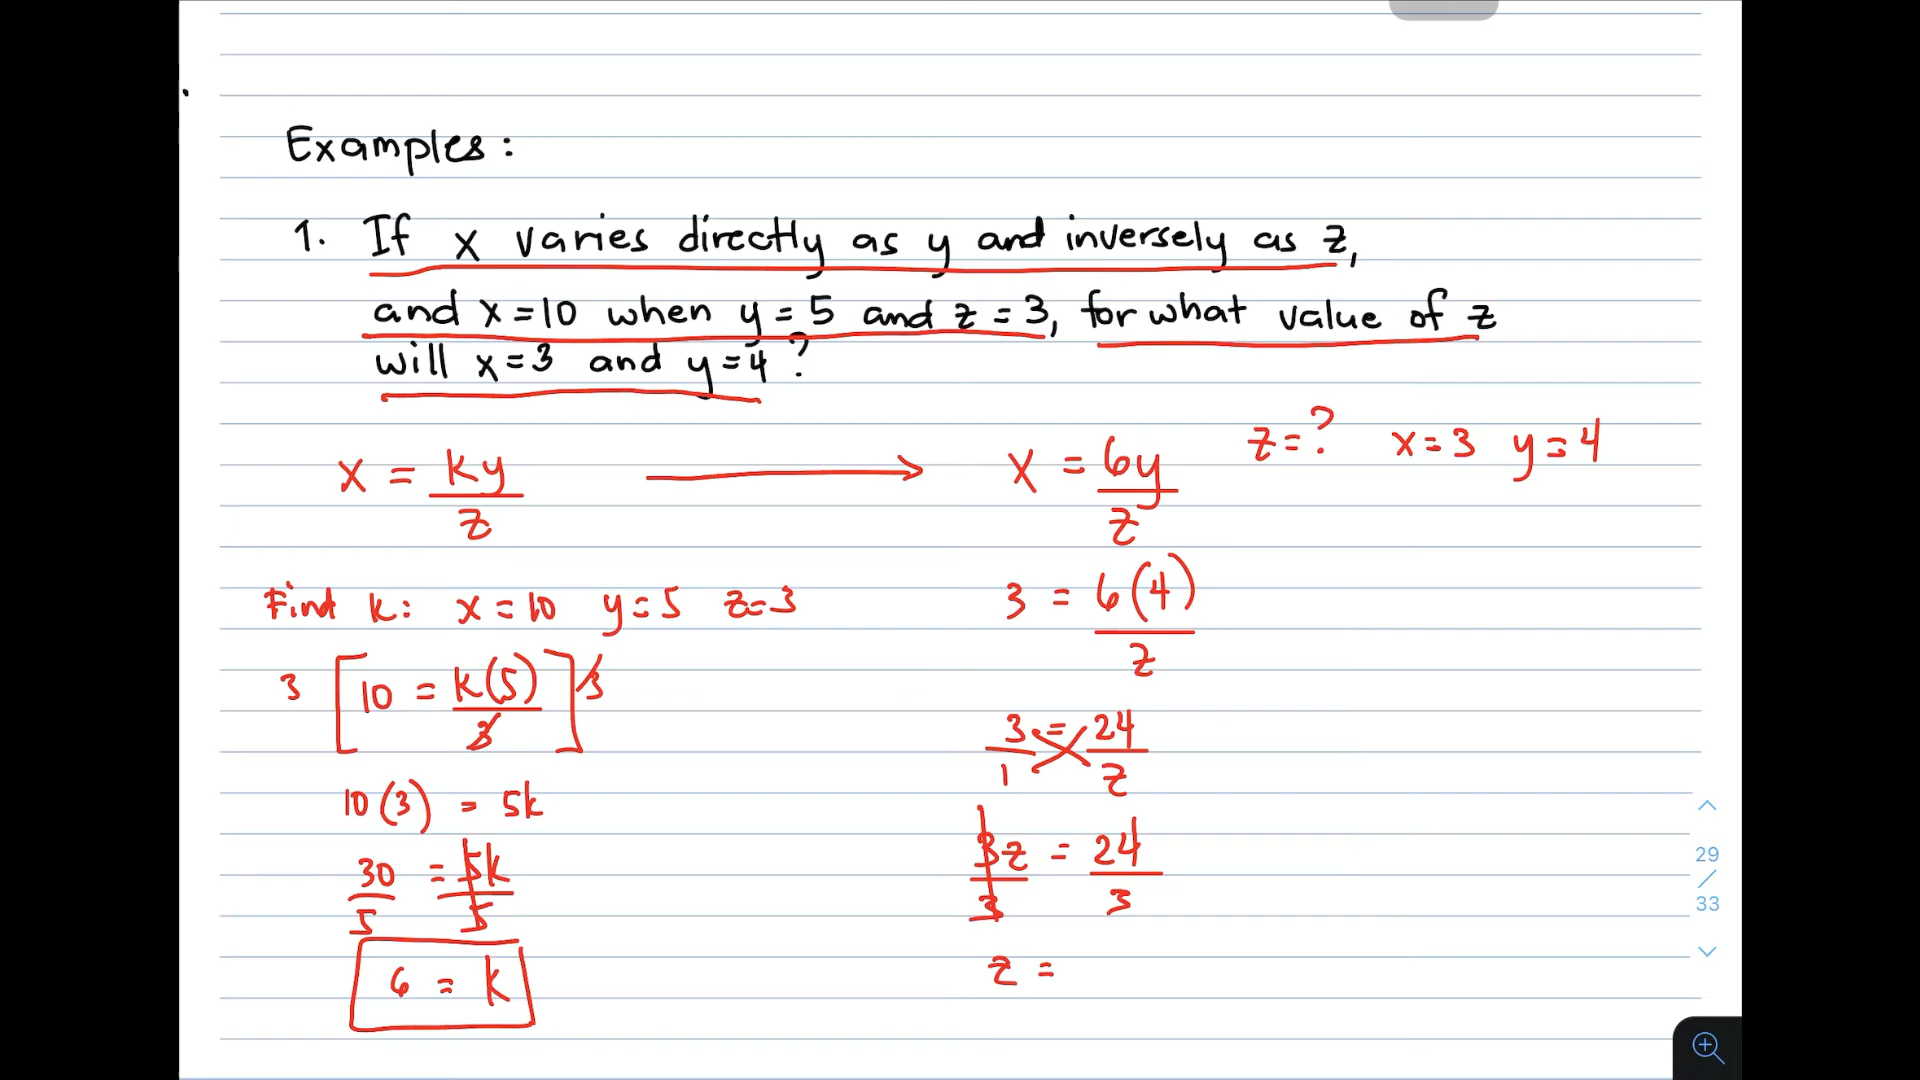 Examples:
1. If x varies directly as y and inversely as z,
and x = 10 when y = 5 and z = 3, for what value of z
will x = 3 and y = 4 ?
x = ky/z → x = 6y/z z = ? x = 3 y = 4
Find k: x = 10 y = 5 z = 3
3 [10 = k(5)/3] 3
10(3) = 5k
30/5 = 5k/5
6 = k
3 = 6(4)/z
3/1 = 24/z
3z/3 = 24/3
z =
29
/
33